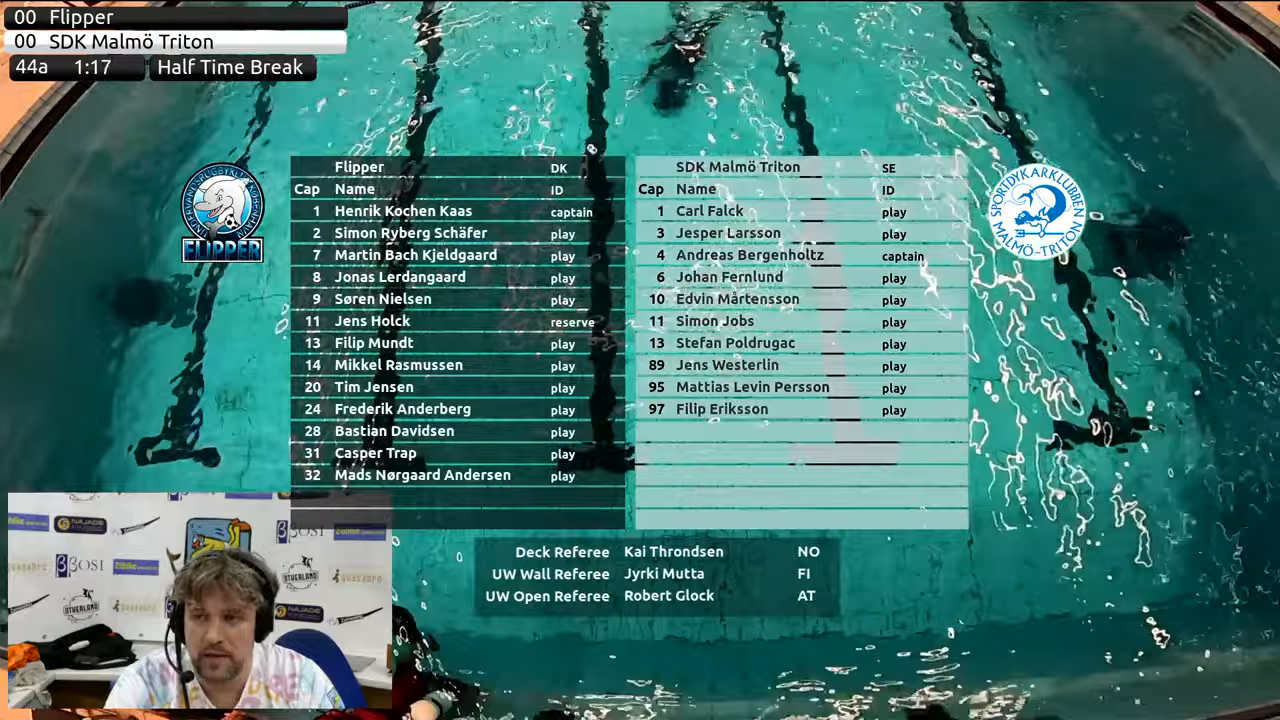 00 Flipper
00 SDK Malmö Triton
44a 1:17 Half Time Break
Flipper DK
Cap Name ID
1 Henrik Kochen Kaas captain
2 Simon Ryberg Schäfer play
7 Martin Bach Kjeldgaard play
8 Jonas Lerdangaard play
9 Søren Nielsen play
11 Jens Holck reserve
13 Filip Mundt play
14 Mikkel Rasmussen play
20 Tim Jensen play
24 Frederik Anderberg play
28 Bastian Davidsen play
31 Casper Trap play
32 Mads Nørgaard Andersen play
SDK Malmö Triton SE
Cap Name ID
1 Carl Falck play
3 Jesper Larsson play
4 Andreas Bergenholtz captain
6 Johan Fernlund play
10 Edvin Mårtensson play
11 Simon Jobs play
13 Stefan Poldrugac play
89 Jens Westerlin play
95 Mattias Levin Persson play
97 Filip Eriksson play
FLIPPER
SPORTDYKARKLUBBEN
MALMÖ-TRITON
Deck Referee Kai Throndsen NO
UW Wall Referee Jyrki Mutta FI
UW Open Referee Robert Glock AT
NAJADE
BOSI
OTVERLAND
NAJADE